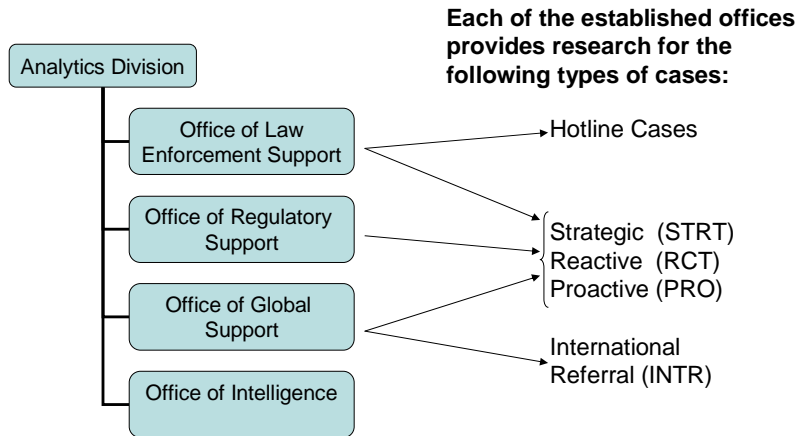 Each of the established offices
provides research for the
following types of cases:
Analytics Division
Office of Law
Enforcement Support
Hotline Cases
Office of Regulatory
Support
Strategic (STRT)
Reactive (RCT)
Proactive (PRO)
Office of Global
Support
International
Referral (INTR)
Office of Intelligence